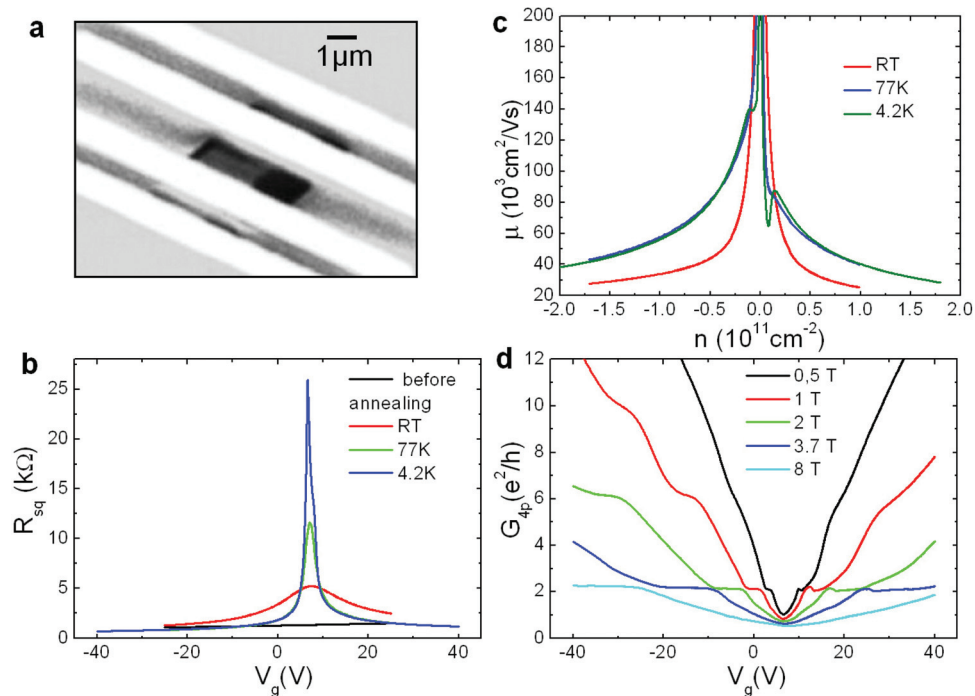 a
1µm
b
R_sq (kΩ)
25
20
15
10
5
0
before
annealing
RT
77K
4.2K
-40
0
40
V_g(V)
c
µ (10³cm²/Vs)
200
180
160
140
120
100
80
60
40
20
RT
77K
4.2K
-2.0 -1.5 -1.0 -0.5 0.0 0.5 1.0 1.5 2.0
n (10¹¹cm⁻²)
d
G_4p(e²/h)
12
10
8
6
4
2
0
0,5 T
1 T
2 T
3.7 T
8 T
-40 -20 0 20 40
V_g(V)